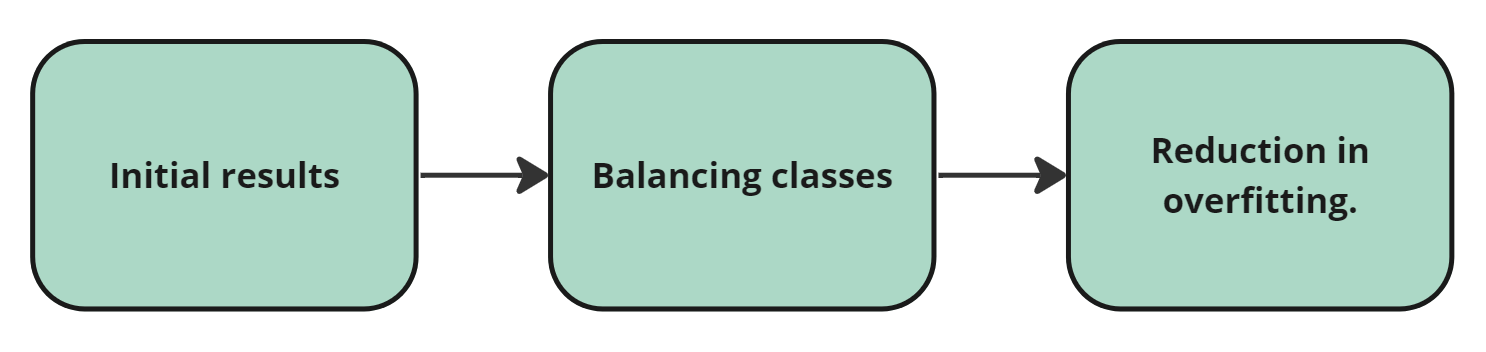 Initial results
Balancing classes
Reduction in
overfitting.